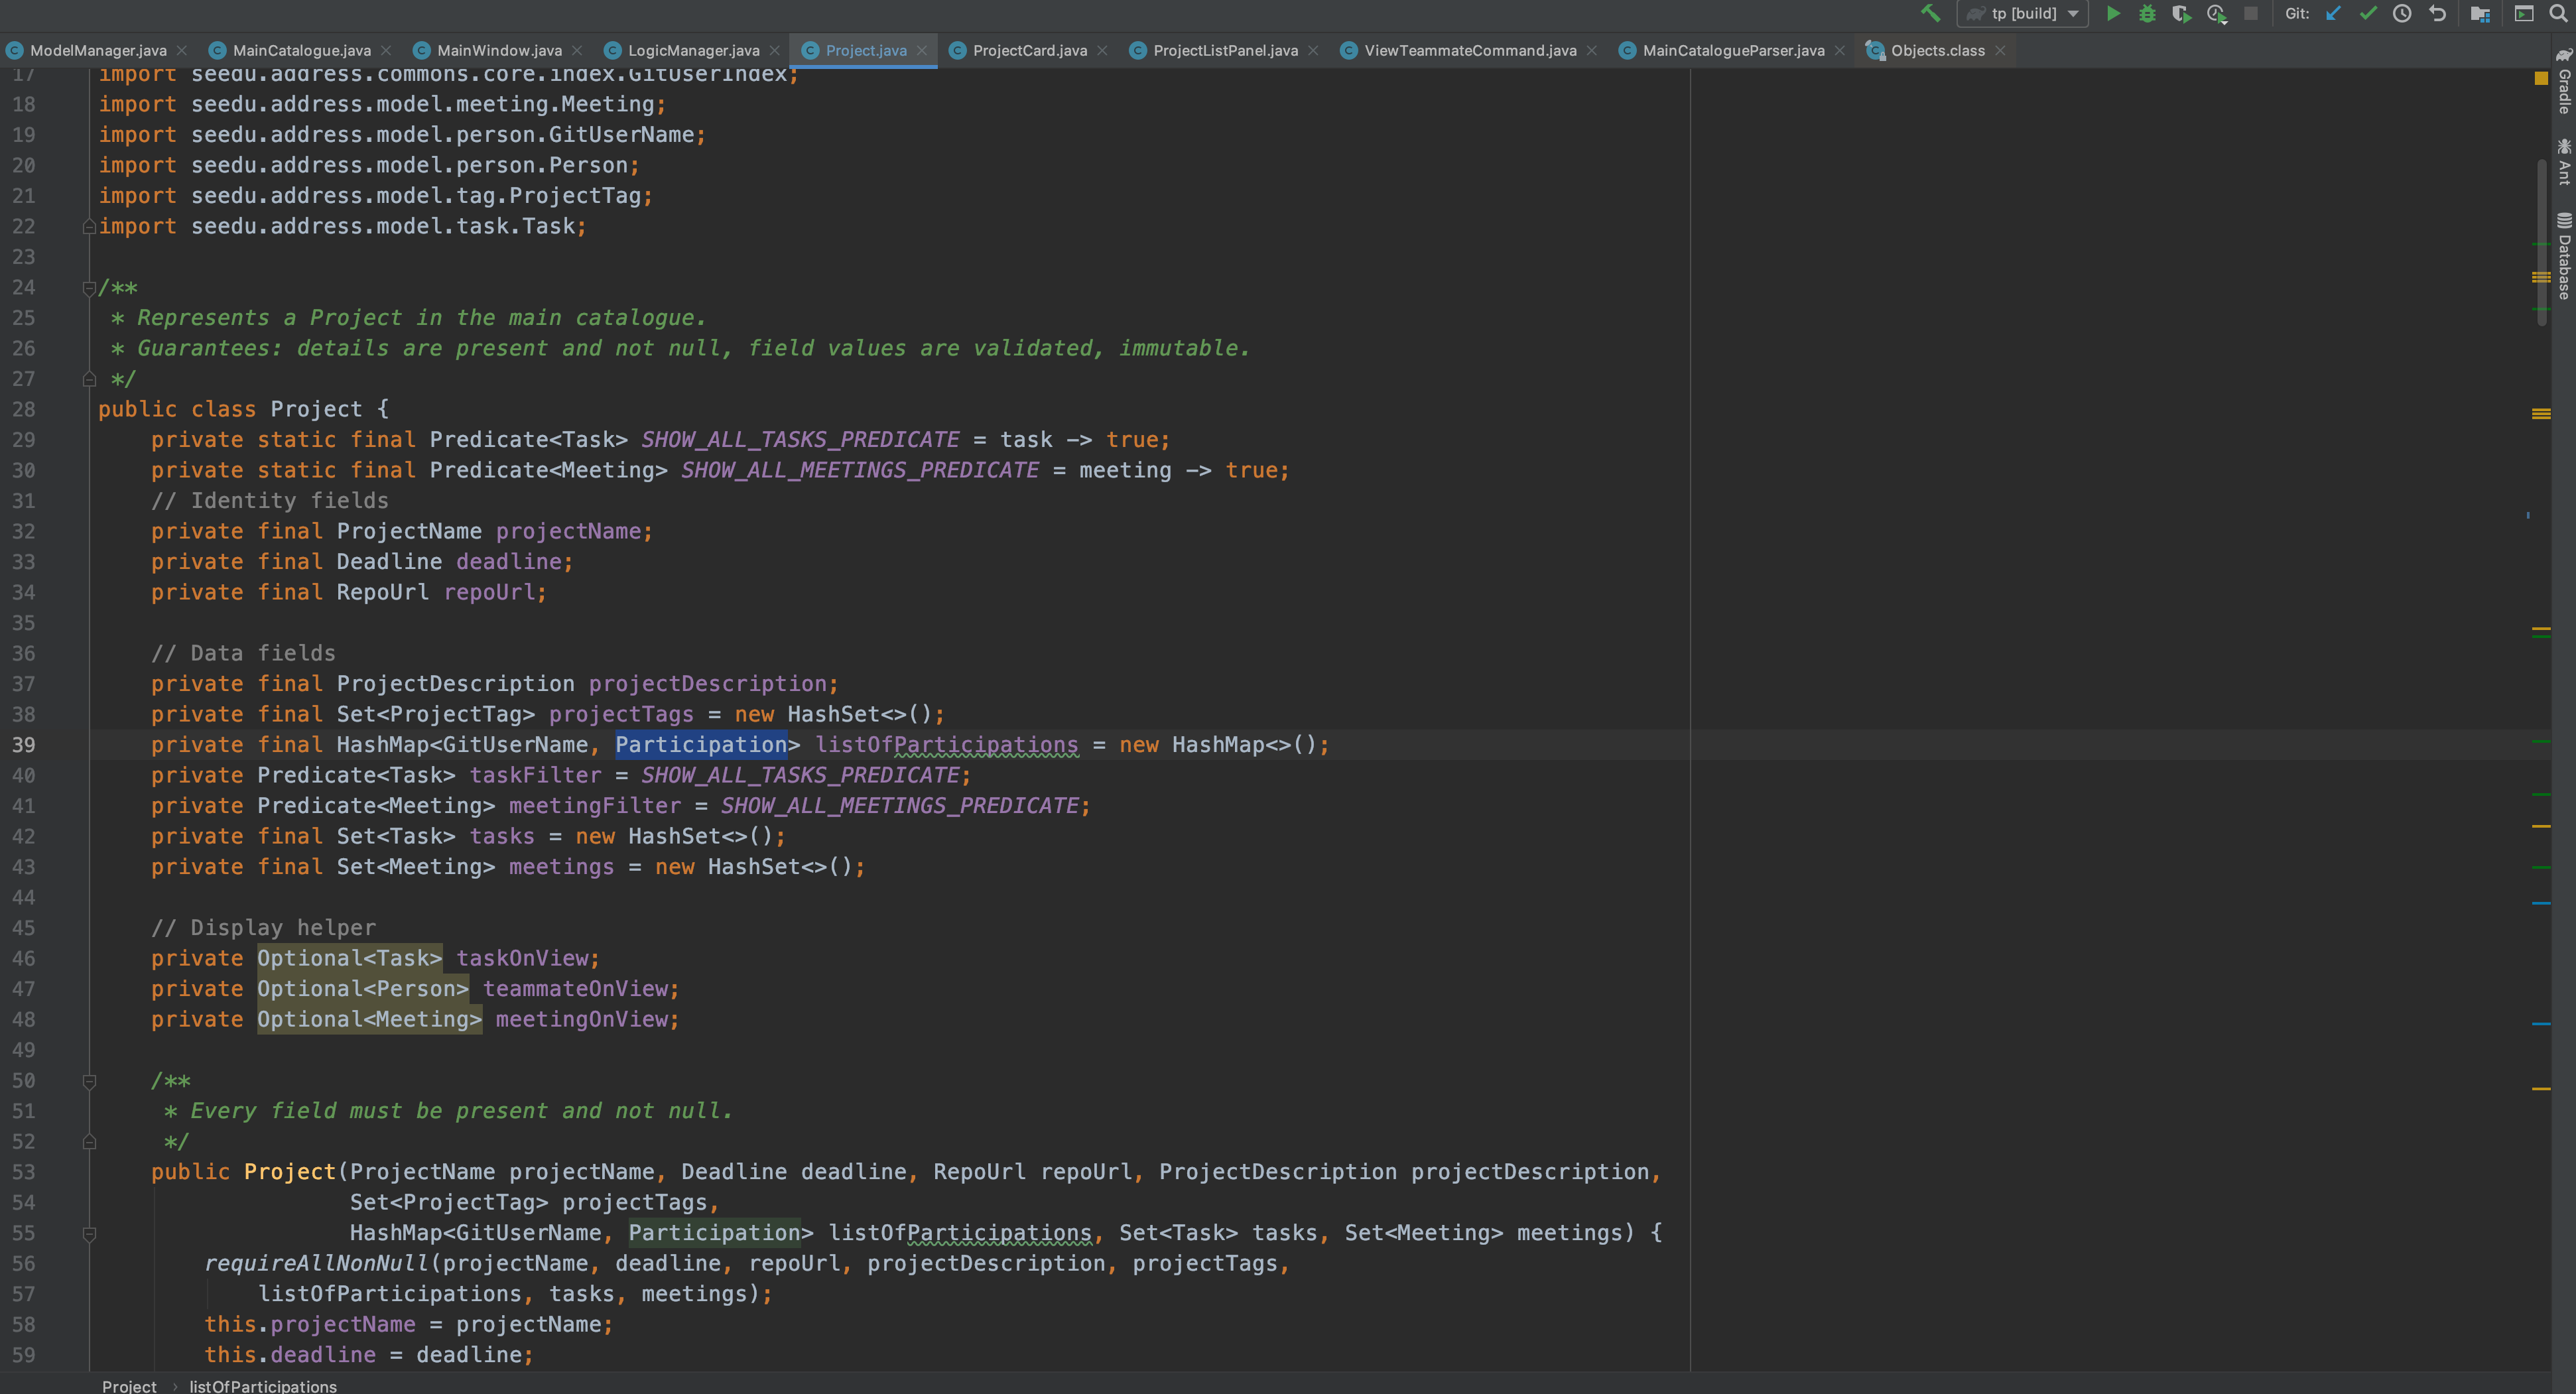 tp [build]
Git:
ModelManager.java MainCatalogue.java MainWindow.java LogicManager.java Project.java ProjectCard.java ProjectListPanel.java ViewTeammateCommand.java MainCatalogueParser.java Objects.class
17 import seedu.address.commons.core.index.GitUserIndex;
18 import seedu.address.model.meeting.Meeting;
19 import seedu.address.model.person.GitUserName;
20 import seedu.address.model.person.Person;
21 import seedu.address.model.tag.ProjectTag;
22 import seedu.address.model.task.Task;
23
24 /**
25 * Represents a Project in the main catalogue.
26 * Guarantees: details are present and not null, field values are validated, immutable.
27 */
28 public class Project {
29 private static final Predicate<Task> SHOW_ALL_TASKS_PREDICATE = task -> true;
30 private static final Predicate<Meeting> SHOW_ALL_MEETINGS_PREDICATE = meeting -> true;
31 // Identity fields
32 private final ProjectName projectName;
33 private final Deadline deadline;
34 private final RepoUrl repoUrl;
35
36 // Data fields
37 private final ProjectDescription projectDescription;
38 private final Set<ProjectTag> projectTags = new HashSet<>();
39 private final HashMap<GitUserName, Participation> listOfParticipations = new HashMap<>();
40 private Predicate<Task> taskFilter = SHOW_ALL_TASKS_PREDICATE;
41 private Predicate<Meeting> meetingFilter = SHOW_ALL_MEETINGS_PREDICATE;
42 private final Set<Task> tasks = new HashSet<>();
43 private final Set<Meeting> meetings = new HashSet<>();
44
45 // Display helper
46 private Optional<Task> taskOnView;
47 private Optional<Person> teammateOnView;
48 private Optional<Meeting> meetingOnView;
49
50 /**
51 * Every field must be present and not null.
52 */
53 public Project(ProjectName projectName, Deadline deadline, RepoUrl repoUrl, ProjectDescription projectDescription,
54 Set<ProjectTag> projectTags,
55 HashMap<GitUserName, Participation> listOfParticipations, Set<Task> tasks, Set<Meeting> meetings) {
56 requireAllNonNull(projectName, deadline, repoUrl, projectDescription, projectTags,
57 listOfParticipations, tasks, meetings);
58 this.projectName = projectName;
59 this.deadline = deadline;
Project › listOfParticipations
Gradle
Ant
Database